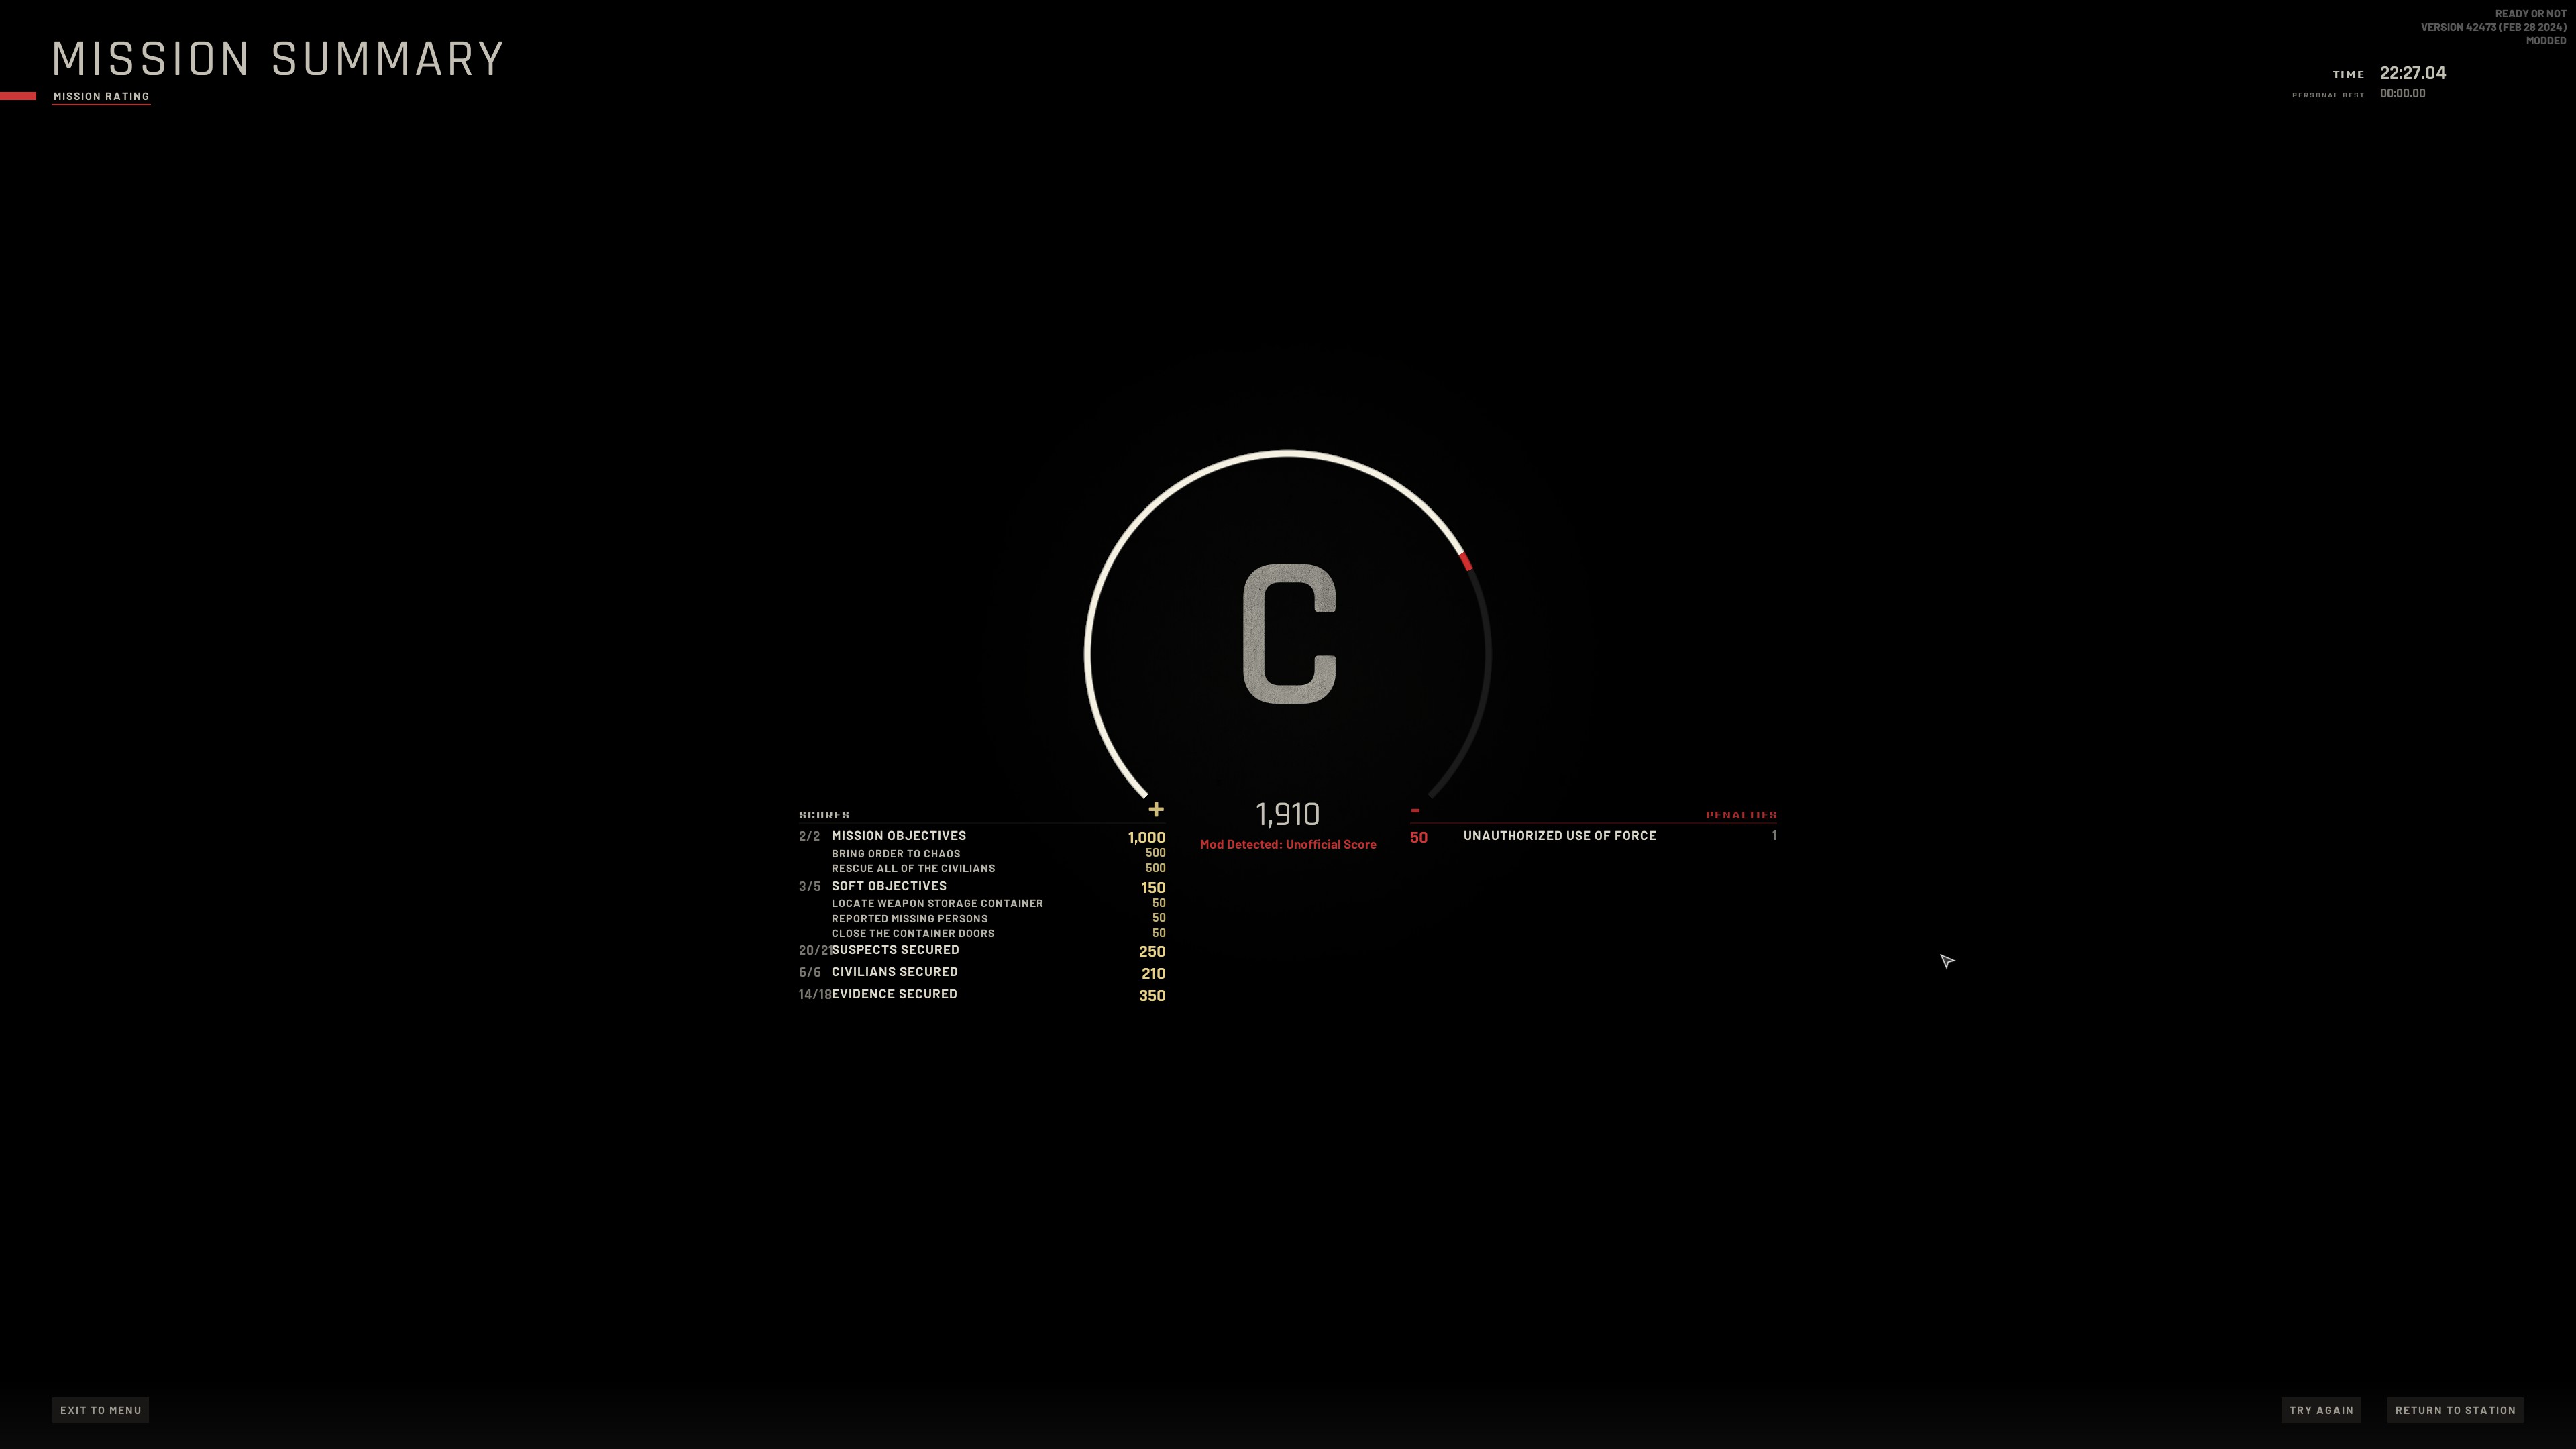 READY OR NOT
VERSION 42473 (FEB 28 2024)
MODDED
MISSION SUMMARY
MISSION RATING
TIME 22:27.04
PERSONAL BEST 00:00.00
C
1,910
Mod Detected: Unofficial Score
SCORES +
2/2 MISSION OBJECTIVES 1,000
BRING ORDER TO CHAOS 500
RESCUE ALL OF THE CIVILIANS 500
3/5 SOFT OBJECTIVES 150
LOCATE WEAPON STORAGE CONTAINER 50
REPORTED MISSING PERSONS 50
CLOSE THE CONTAINER DOORS 50
20/21 SUSPECTS SECURED 250
6/6 CIVILIANS SECURED 210
14/18 EVIDENCE SECURED 350
- PENALTIES
50 UNAUTHORIZED USE OF FORCE 1
EXIT TO MENU
TRY AGAIN
RETURN TO STATION